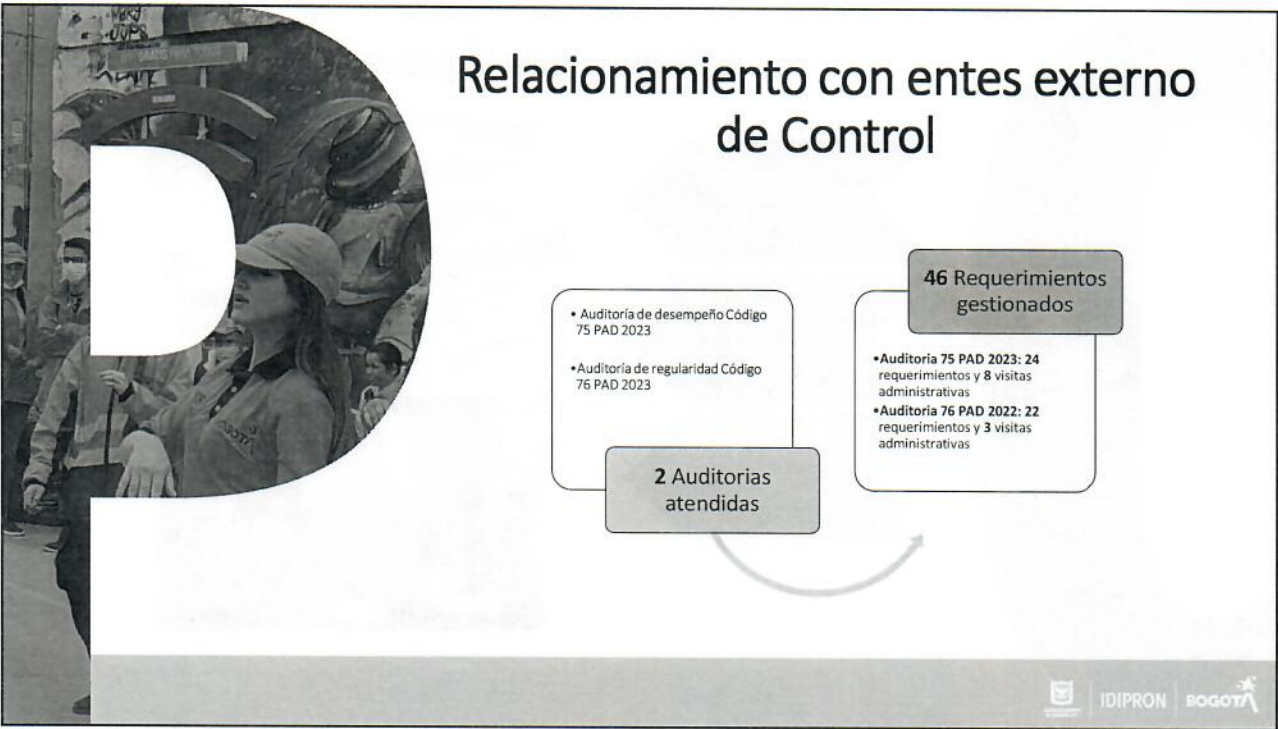 Relacionamiento con entes externo
de Control
• Auditoría de desempeño Código
75 PAD 2023
•Auditoría de regularidad Código
76 PAD 2023
2 Auditorias
atendidas
46 Requerimientos
gestionados
•Auditoria 75 PAD 2023: 24
requerimientos y 8 visitas
administrativas
•Auditoria 76 PAD 2022: 22
requerimientos y 3 visitas
administrativas
IDIPRON
BOGOTÁ